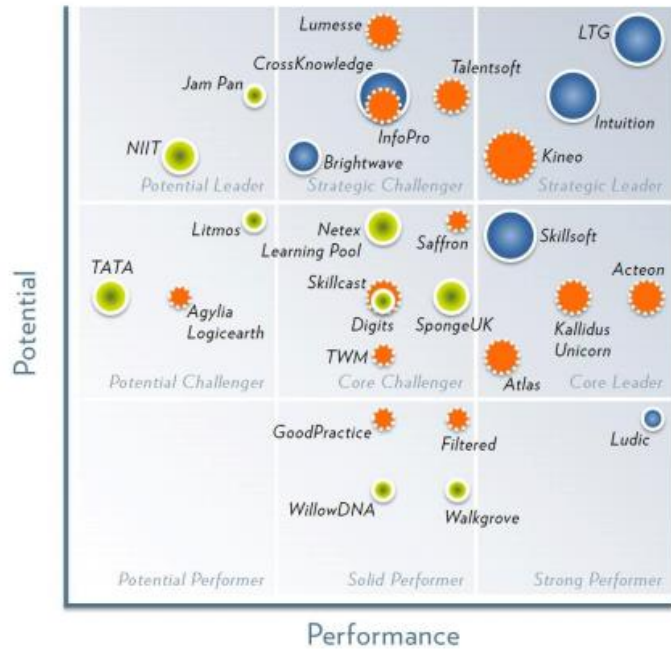 Lumesse
LTG
CrossKnowledge
Talentsoft
Jam Pan
InfoPro
Intuition
NIIT
Brightwave
Kineo
Potential Leader
Strategic Challenger
Strategic Leader
Litmos
Netex
Learning Pool
Saffron
Skillsoft
TATA
Skillcast
Acteon
Agylia
Logicearth
Digits
SpongeUK
Kallidus
Unicorn
TWM
Atlas
Potential Challenger
Core Challenger
Core Leader
GoodPractice
Filtered
Ludic
WillowDNA
Walkgrove
Potential Performer
Solid Performer
Strong Performer
Potential
Performance